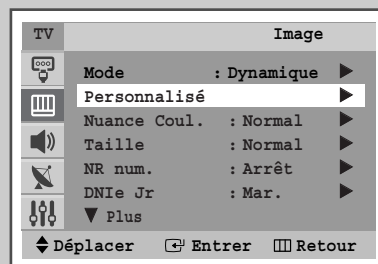 TV Image
Mode : Dynamique ▶
Personnalisé ▶
Nuance Coul. : Normal ▶
Taille : Normal ▶
NR num. : Arrêt ▶
DNIe Jr : Mar. ▶
▼ Plus
Déplacer Entrer Retour